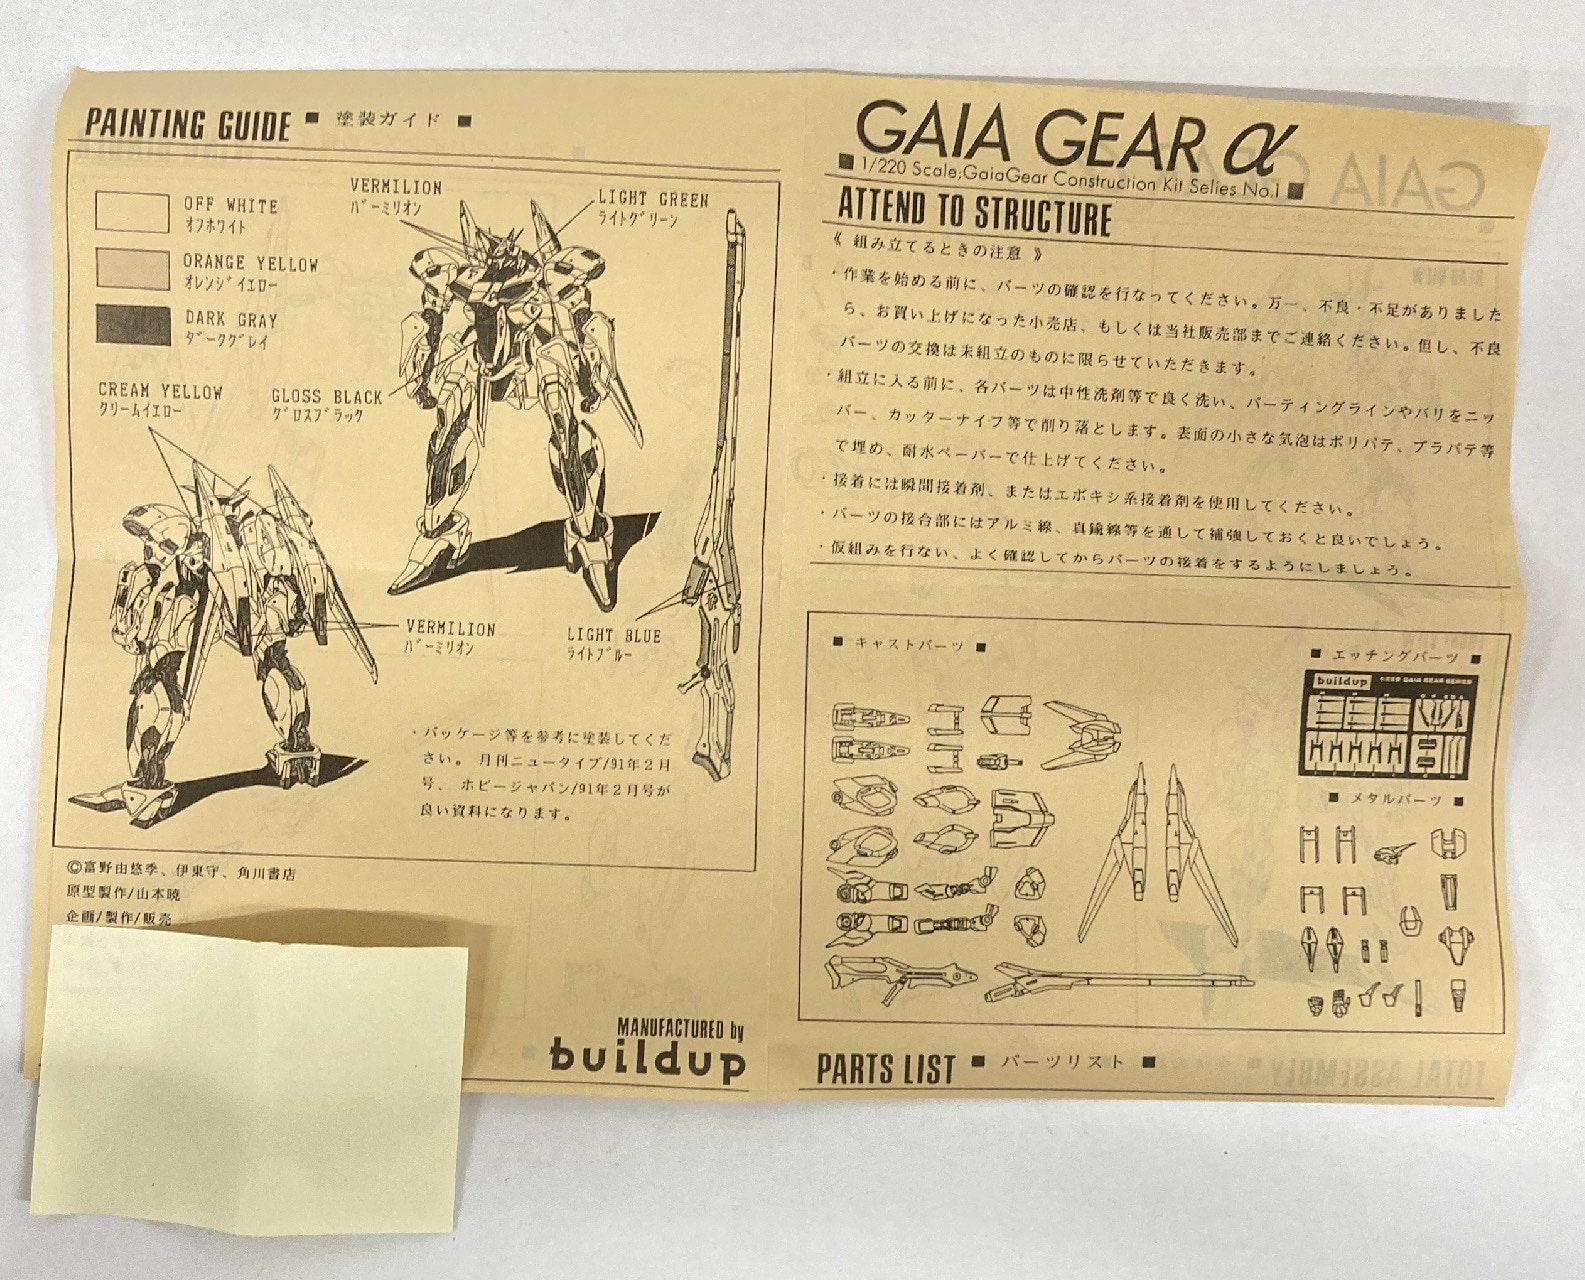 PAINTING GUIDE ■ 塗装ガイド ■
OFF WHITE
オフホワイト
ORANGE YELLOW
オレンジイエロー
DARK GRAY
ダークグレイ
VERMILION
バーミリオン
LIGHT GREEN
ライトグリーン
CREAM YELLOW
クリームイエロー
GLOSS BLACK
グロスブラック
VERMILION
バーミリオン
LIGHT BLUE
ライトブルー
・パッケージ等を参考に塗装してくだ
さい。月刊ニュータイプ/91年2月
号、ホビージャパン/91年2月号が
良い資料になります。
©富野由悠季、伊東守、角川書店
原型製作/山本暁
企画/製作/販売
MANUFACTURED by
buildup
GAIA GEAR α
■ 1/220 Scale;GaiaGear Construction Kit Selies No.1 ■
ATTEND TO STRUCTURE
《 組み立てるときの注意 》
・作業を始める前に、パーツの確認を行なってください。万一、不良・不足がありました
ら、お買い上げになった小売店、もしくは当社販売部までご連絡ください。但し、不良
パーツの交換は未組立のものに限らせていただきます。
・組立に入る前に、各パーツは中性洗剤等で良く洗い、パーティングラインやバリをニッ
パー、カッターナイフ等で削り落とします。表面の小さな気泡はポリパテ、プラパテ等
で埋め、耐水ペーパーで仕上げてください。
・接着には瞬間接着剤、またはエポキシ系接着剤を使用してください。
・パーツの接合部にはアルミ線、真鍮線等を通して補強しておくと良いでしょう。
・仮組みを行ない、よく確認してからパーツの接着をするようにしましょう。
■ キャストパーツ ■
■ エッチングパーツ ■
buildup 1/220 GAIA GEAR SERIES
■ メタルパーツ ■
PARTS LIST ■ パーツリスト ■